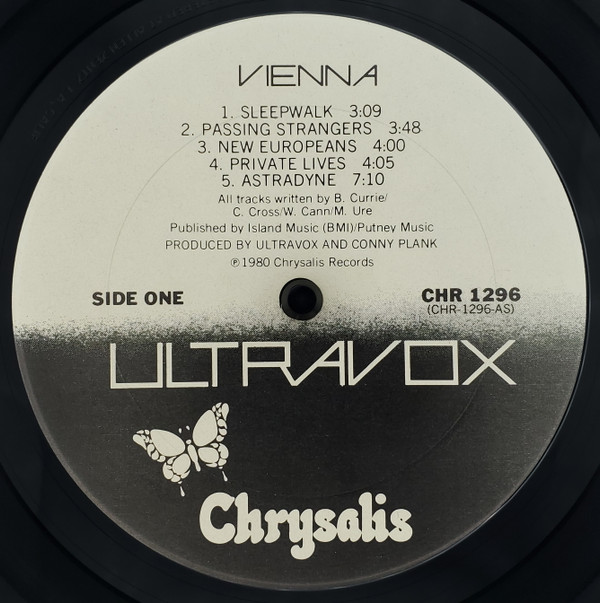 VIENNA
1. SLEEPWALK 3:09
2. PASSING STRANGERS 3:48
3. NEW EUROPEANS 4:00
4. PRIVATE LIVES 4:05
5. ASTRADYNE 7:10
All tracks written by B. Currie/
C. Cross/W. Cann/M. Ure
Published by Island Music (BMI)/Putney Music
PRODUCED BY ULTRAVOX AND CONNY PLANK
℗1980 Chrysalis Records
SIDE ONE
CHR 1296
(CHR-1296-AS)
ULTRAVOX
Chrysalis